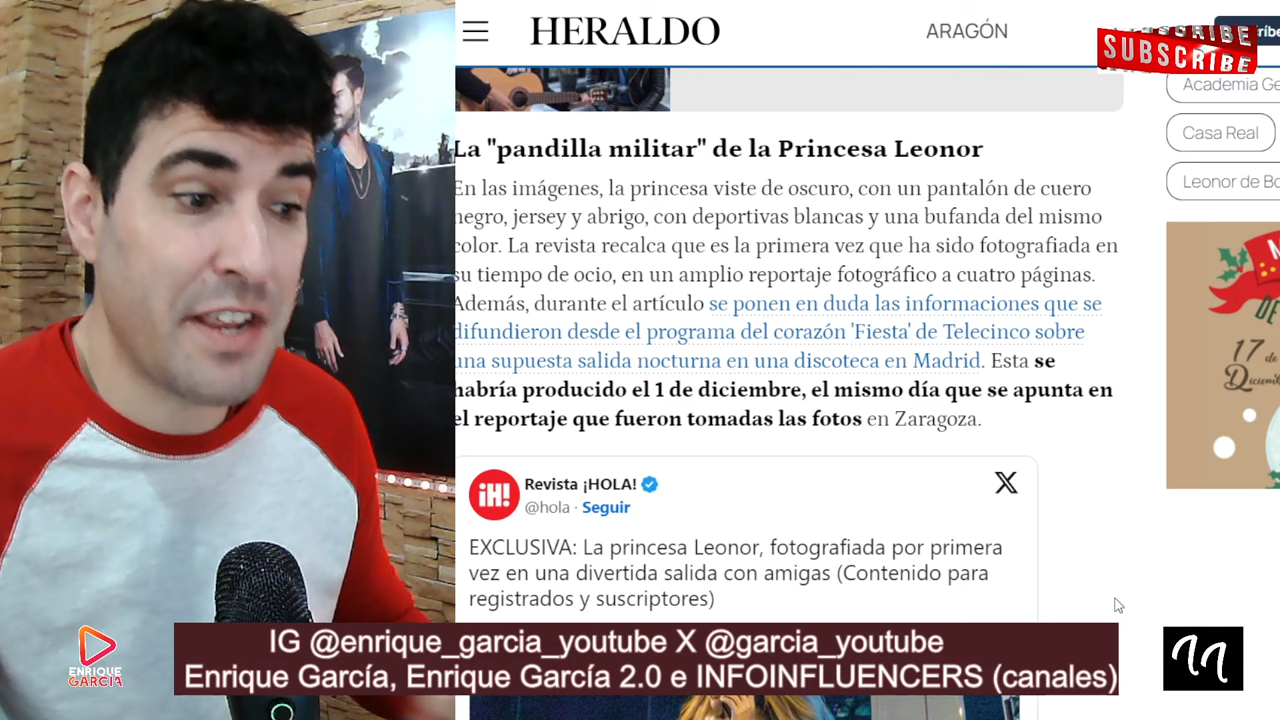 HERALDO
ARAGÓN
SUBSCRIBE
Academia Ge
Casa Real
Leonor de Bo
La "pandilla militar" de la Princesa Leonor
En las imágenes, la princesa viste de oscuro, con un pantalón de cuero
negro, jersey y abrigo, con deportivas blancas y una bufanda del mismo
color. La revista recalca que es la primera vez que ha sido fotografiada en
su tiempo de ocio, en un amplio reportaje fotográfico a cuatro páginas.
Además, durante el artículo se ponen en duda las informaciones que se
difundieron desde el programa del corazón 'Fiesta' de Telecinco sobre
una supuesta salida nocturna en una discoteca en Madrid. Esta se
habría producido el 1 de diciembre, el mismo día que se apunta en
el reportaje que fueron tomadas las fotos en Zaragoza.
DE
17 de
Diciem
¡H!
Revista ¡HOLA!
@hola · Seguir
X
EXCLUSIVA: La princesa Leonor, fotografiada por primera
vez en una divertida salida con amigas (Contenido para
registrados y suscriptores)
ENRIQUE
GARCÍA
IG @enrique_garcia_youtube X @garcia_youtube
Enrique García, Enrique García 2.0 e INFOINFLUENCERS (canales)